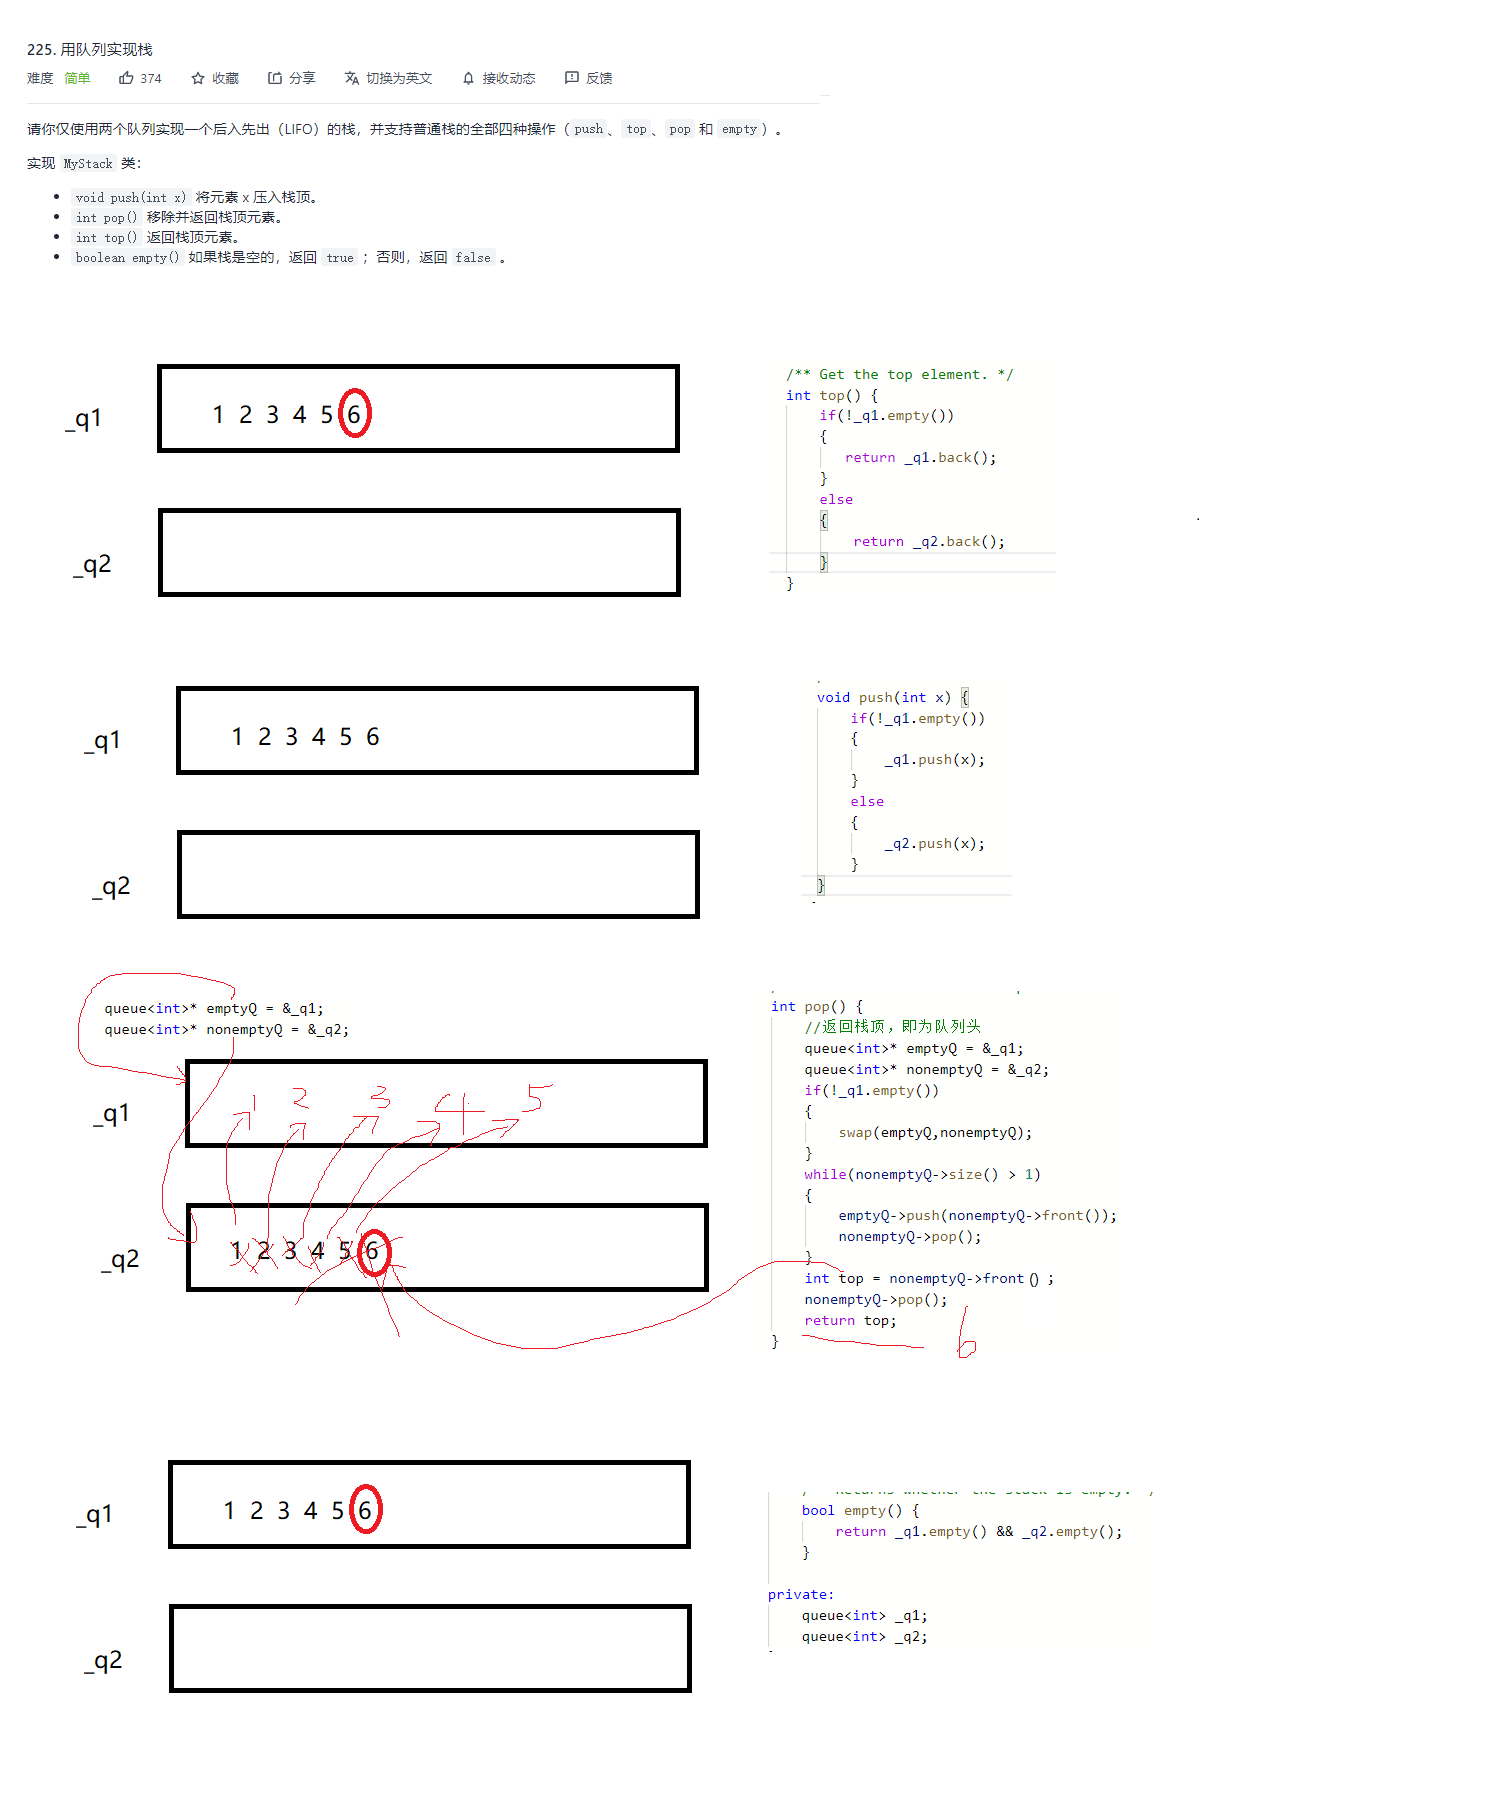 225. 用队列实现栈
难度 简单 374 收藏 分享 切换为英文 接收动态 反馈
请你仅使用两个队列实现一个后入先出（LIFO）的栈，并支持普通栈的全部四种操作（push、top、pop 和 empty）。
实现 MyStack 类：
void push(int x) 将元素 x 压入栈顶。
int pop() 移除并返回栈顶元素。
int top() 返回栈顶元素。
boolean empty() 如果栈是空的，返回 true ；否则，返回 false 。
_q1
1 2 3 4 5 6
_q2
/** Get the top element. */
int top() {
if(!_q1.empty())
{
return _q1.back();
}
else
{
return _q2.back();
}
}
_q1
1 2 3 4 5 6
_q2
void push(int x) {
if(!_q1.empty())
{
_q1.push(x);
}
else
{
_q2.push(x);
}
}
queue<int>* emptyQ = &_q1;
queue<int>* nonemptyQ = &_q2;
_q1
1 2 3 4 5
_q2
1 2 3 4 5 6
int pop() {
//返回栈顶，即为队列头
queue<int>* emptyQ = &_q1;
queue<int>* nonemptyQ = &_q2;
if(!_q1.empty())
{
swap(emptyQ,nonemptyQ);
}
while(nonemptyQ->size() > 1)
{
emptyQ->push(nonemptyQ->front());
nonemptyQ->pop();
}
int top = nonemptyQ->front() ;
nonemptyQ->pop();
return top;
}
6
_q1
1 2 3 4 5 6
_q2
/** Returns whether the stack is empty. */
bool empty() {
return _q1.empty() && _q2.empty();
}
private:
queue<int> _q1;
queue<int> _q2;